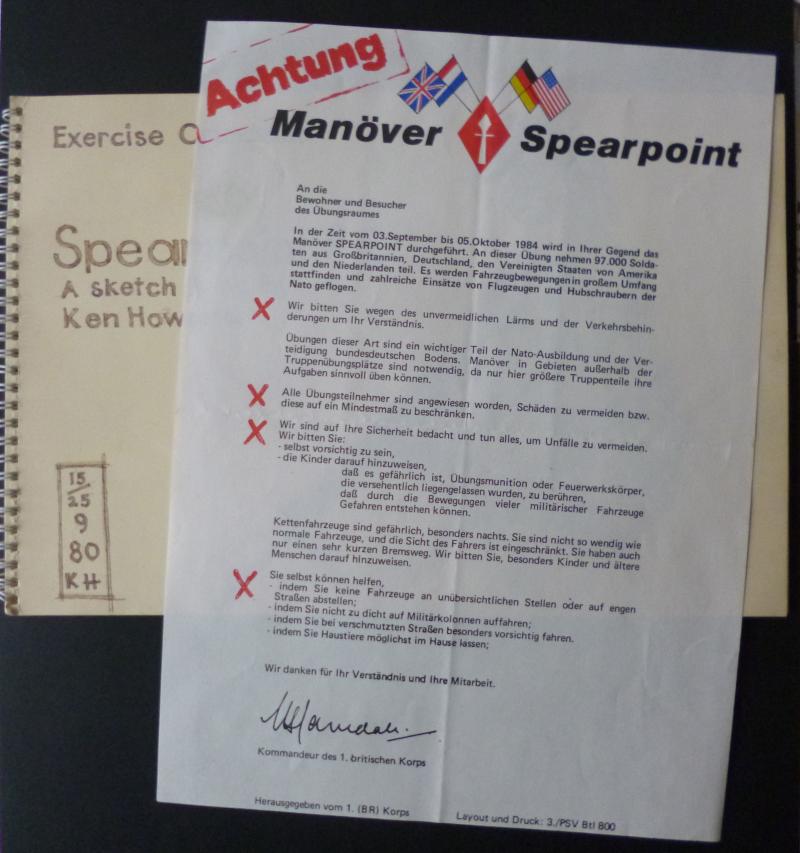 Achtung
Manöver Spearpoint
An die
Bewohner und Besucher
des Übungsraumes
In der Zeit vom 03.September bis 05.Oktober 1984 wird in Ihrer Gegend das
Manöver SPEARPOINT durchgeführt. An dieser Übung nehmen 97.000 Solda-
ten aus Großbritannien, Deutschland, den Vereinigten Staaten von Amerika
und den Niederlanden teil. Es werden Fahrzeugbewegungen in großem Umfang
stattfinden und zahlreiche Einsätze von Flugzeugen und Hubschraubern der
Nato geflogen.
Wir bitten Sie wegen des unvermeidlichen Lärms und der Verkehrsbehin-
derungen um Ihr Verständnis.
Übungen dieser Art sind ein wichtiger Teil der Nato-Ausbildung und der Ver-
teidigung bundesdeutschen Bodens. Manöver in Gebieten außerhalb der
Truppenübungsplätze sind notwendig, da nur hier größere Truppenteile ihre
Aufgaben sinnvoll üben können.
Alle Übungsteilnehmer sind angewiesen worden, Schäden zu vermeiden bzw.
diese auf ein Mindestmaß zu beschränken.
Wir sind auf Ihre Sicherheit bedacht und tun alles, um Unfälle zu vermeiden.
Wir bitten Sie:
- selbst vorsichtig zu sein,
- die Kinder darauf hinzuweisen,
daß es gefährlich ist, Übungsmunition oder Feuerwerkskörper,
die versehentlich liegengelassen wurden, zu berühren,
daß durch die Bewegungen vieler militärischer Fahrzeuge
Gefahren entstehen können.
Kettenfahrzeuge sind gefährlich, besonders nachts. Sie sind nicht so wendig wie
normale Fahrzeuge, und die Sicht des Fahrers ist eingeschränkt. Sie haben auch
nur einen sehr kurzen Bremsweg. Wir bitten Sie, besonders Kinder und ältere
Menschen darauf hinzuweisen.
Sie selbst können helfen,
- indem Sie keine Fahrzeuge an unübersichtlichen Stellen oder auf engen
Straßen abstellen;
- indem Sie nicht zu dicht auf Militärkolonnen auffahren;
- indem Sie bei verschmutzten Straßen besonders vorsichtig fahren.
- indem Sie Haustiere möglichst im Hause lassen;
Wir danken für Ihr Verständnis und Ihre Mitarbeit.
Kommandeur des 1. britischen Korps
Herausgegeben vom 1. (BR) Korps
Layout und Druck: 3./PSV Btl 800
Exercise
Spear
A sketch
Ken How
15
25
9
80
KH